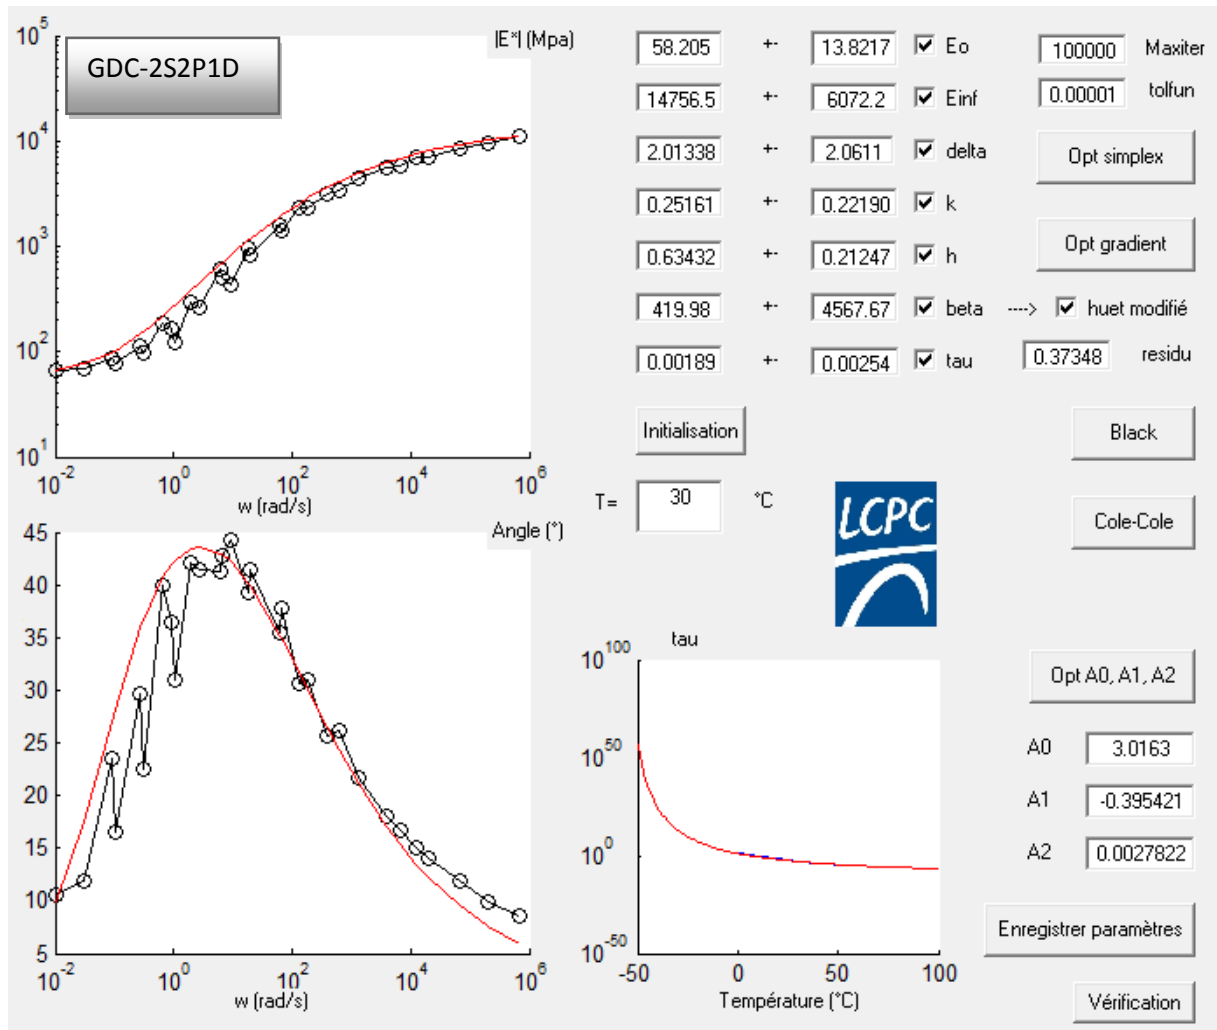 GDC-2S2P1D
|E*| (Mpa)
10^5
10^4
10^3
10^2
10^1
10^-2 10^0 10^2 10^4 10^6
w (rad/s)
58.205 +- 13.8217 Eo
14756.5 +- 6072.2 Einf
2.01338 +- 2.0611 delta
0.25161 +- 0.22190 k
0.63432 +- 0.21247 h
419.98 +- 4567.67 beta ----> huet modifié
0.00189 +- 0.00254 tau
0.37348 residu
100000 Maxiter
0.00001 tolfun
Opt simplex
Opt gradient
Initialisation
Black
T= 30 °C
LCPC
Cole-Cole
Angle (°)
45
40
35
30
25
20
15
10
5
10^-2 10^0 10^2 10^4 10^6
w (rad/s)
tau
10^100
10^50
10^0
10^-50
-50 0 50 100
Température (°C)
Opt A0, A1, A2
A0 3.0163
A1 -0.395421
A2 0.0027822
Enregistrer paramètres
Vérification